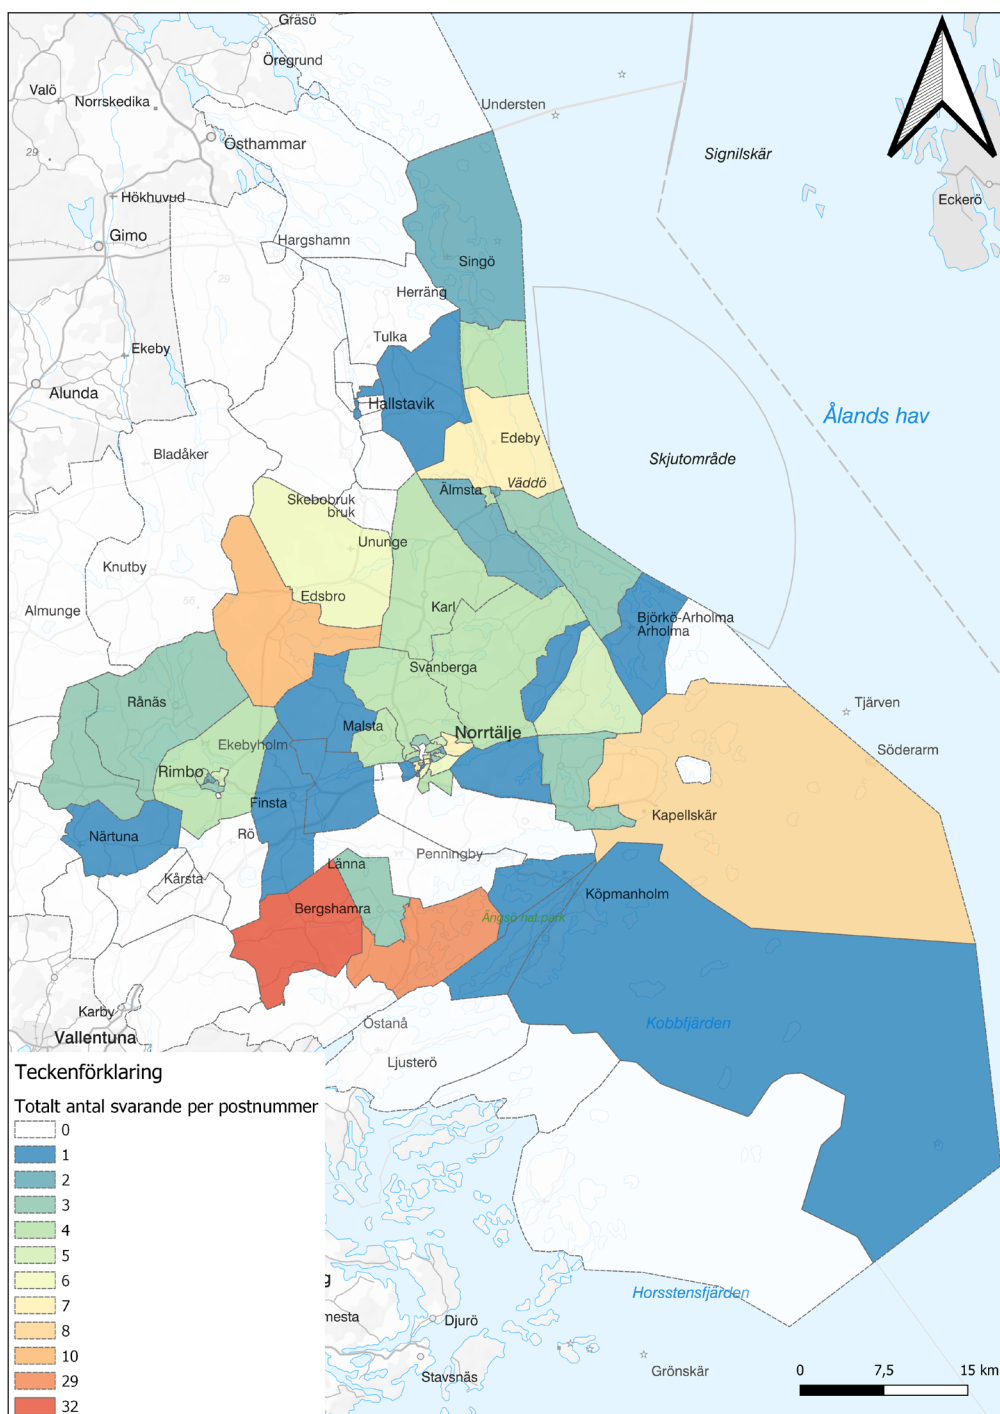 Gräsö
Öregrund
Valö
Norrskedika
Understen
Östhammar
29
Signilskär
Hökhuvud
Eckerö
Gimo
Hargshamn
Singö
29
Herräng
Tulka
Ekeby
Alunda
Hallstavik
Ålands hav
Edeby
Bladåker
Skjutområde
Väddö
Älmsta
Skebobruk
bruk
Ununge
Knutby
Edsbro
56
Almunge
Karl
Björkö-Arholma
Arholma
Svanberga
Rånäs
Tjärven
Malsta
Norrtälje
Ekebyholm
Söderarm
Rimbo
Finsta
Kapellskär
Närtuna
Rö
Penningby
Länna
Kårsta
Köpmanholm
Bergshamra
Ängsö nat.park
Karby
Östanå
Kobbfjärden
Vallentuna
Ljusterö
Teckenförklaring
Totalt antal svarande per postnummer
0
1
2
3
4
5
6
7
8
10
29
32
g
mesta
Djurö
Stavsnäs
Horsstensfjärden
Grönskär
0 7,5 15 km